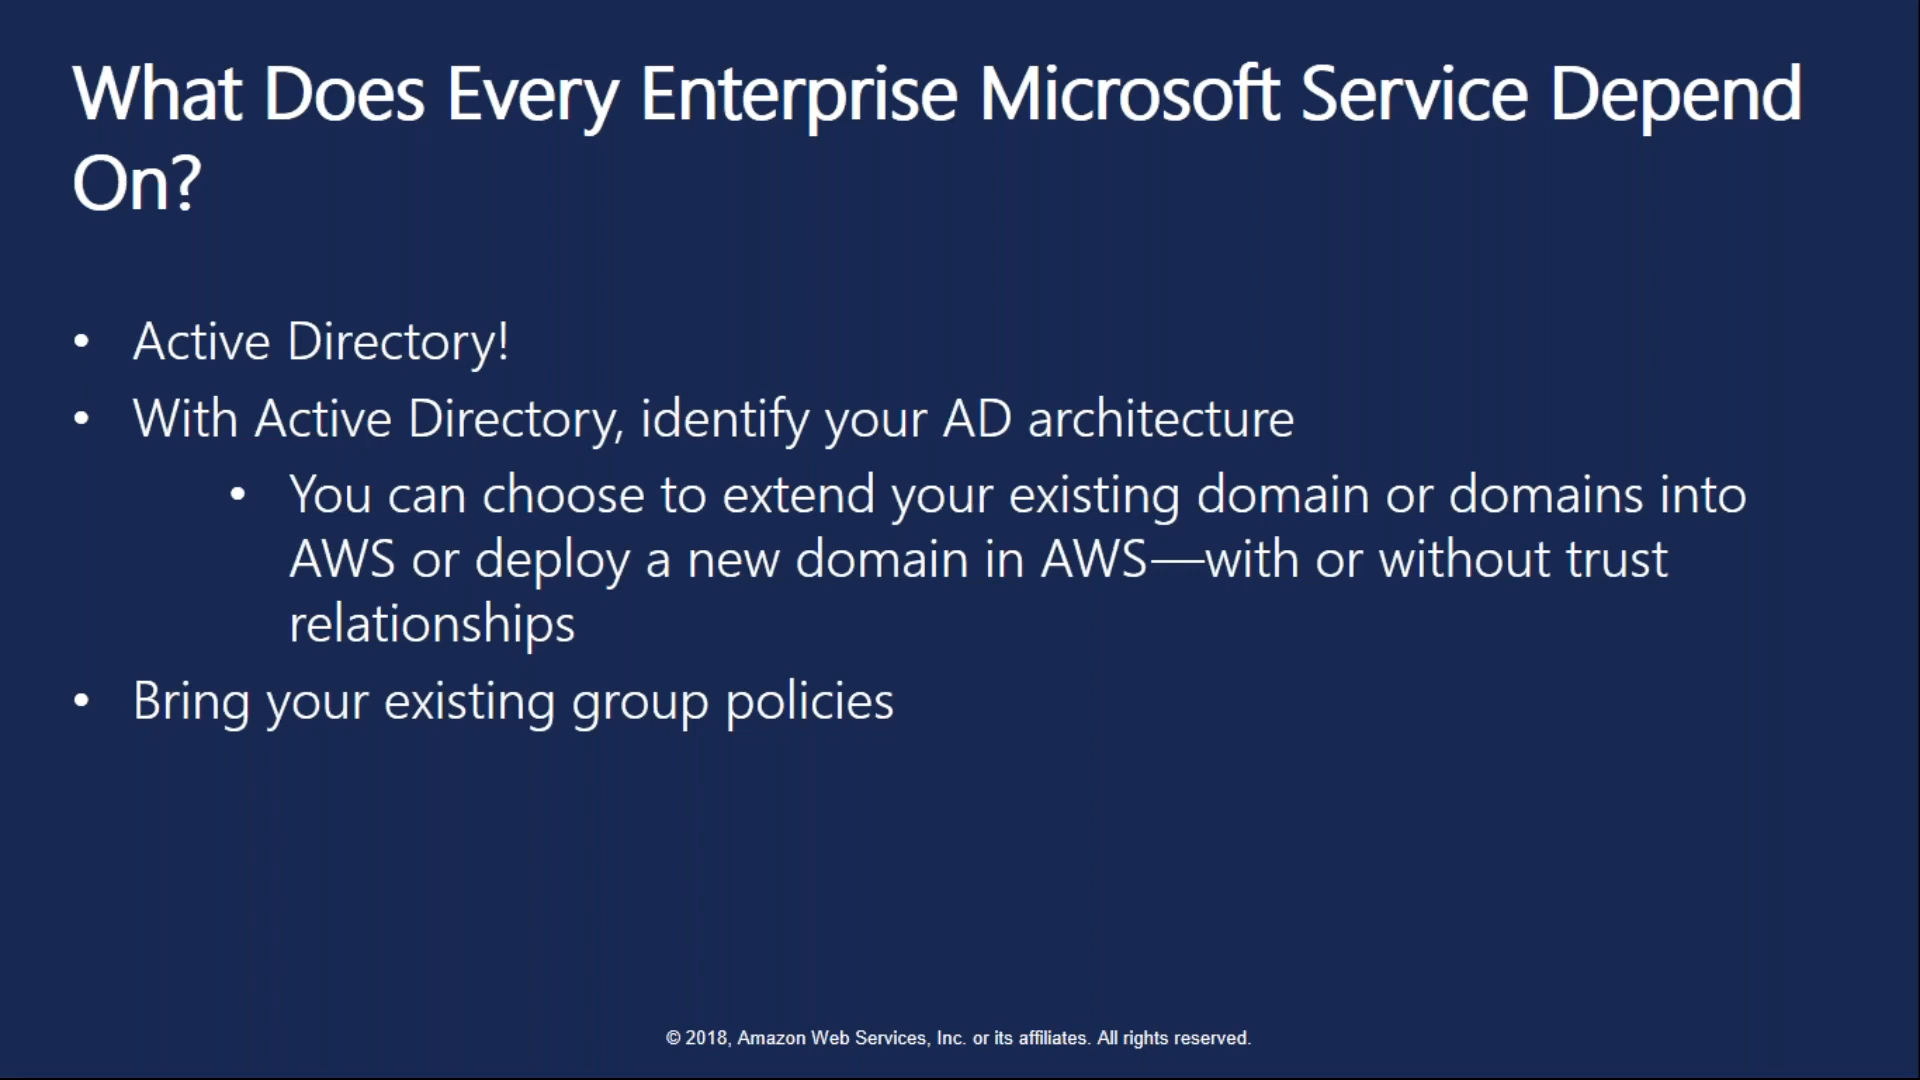 What Does Every Enterprise Microsoft Service Depend
On?
• Active Directory!
• With Active Directory, identify your AD architecture
• You can choose to extend your existing domain or domains into
AWS or deploy a new domain in AWS—with or without trust
relationships
• Bring your existing group policies
© 2018, Amazon Web Services, Inc. or its affiliates. All rights reserved.